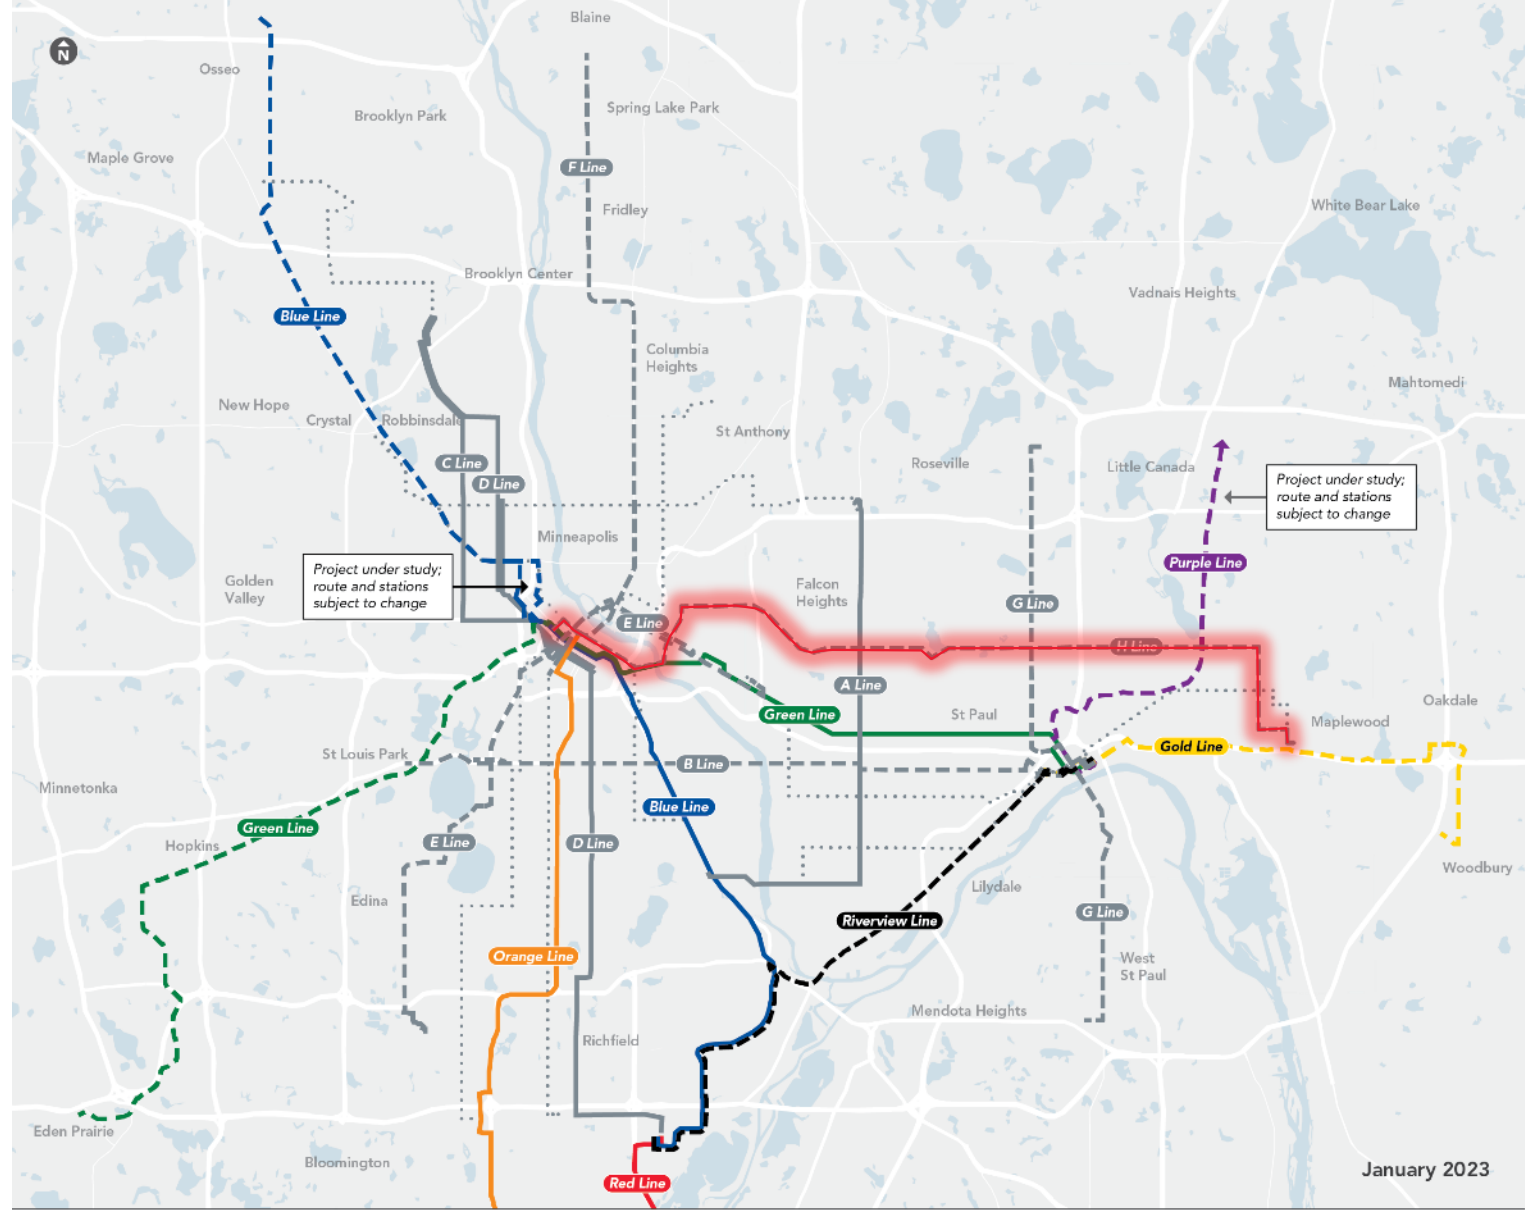 Blaine
N
Osseo
Spring Lake Park
Brooklyn Park
Maple Grove
F Line
White Bear Lake
Fridley
Brooklyn Center
Vadnais Heights
Blue Line
Columbia
Heights
Mahtomedi
New Hope
Crystal
Robbinsdale
St Anthony
C Line
Roseville
Little Canada
D Line
Project under study;
route and stations
subject to change
Minneapolis
Purple Line
Project under study;
route and stations
subject to change
Golden
Valley
Falcon
Heights
G Line
E Line
H Line
A Line
Oakdale
Green Line
St Paul
Maplewood
Gold Line
St Louis Park
B Line
Minnetonka
Blue Line
Green Line
Hopkins
E Line
D Line
Woodbury
Lilydale
Edina
G Line
Riverview Line
Orange Line
West
St Paul
Mendota Heights
Richfield
Eden Prairie
Bloomington
January 2023
Red Line